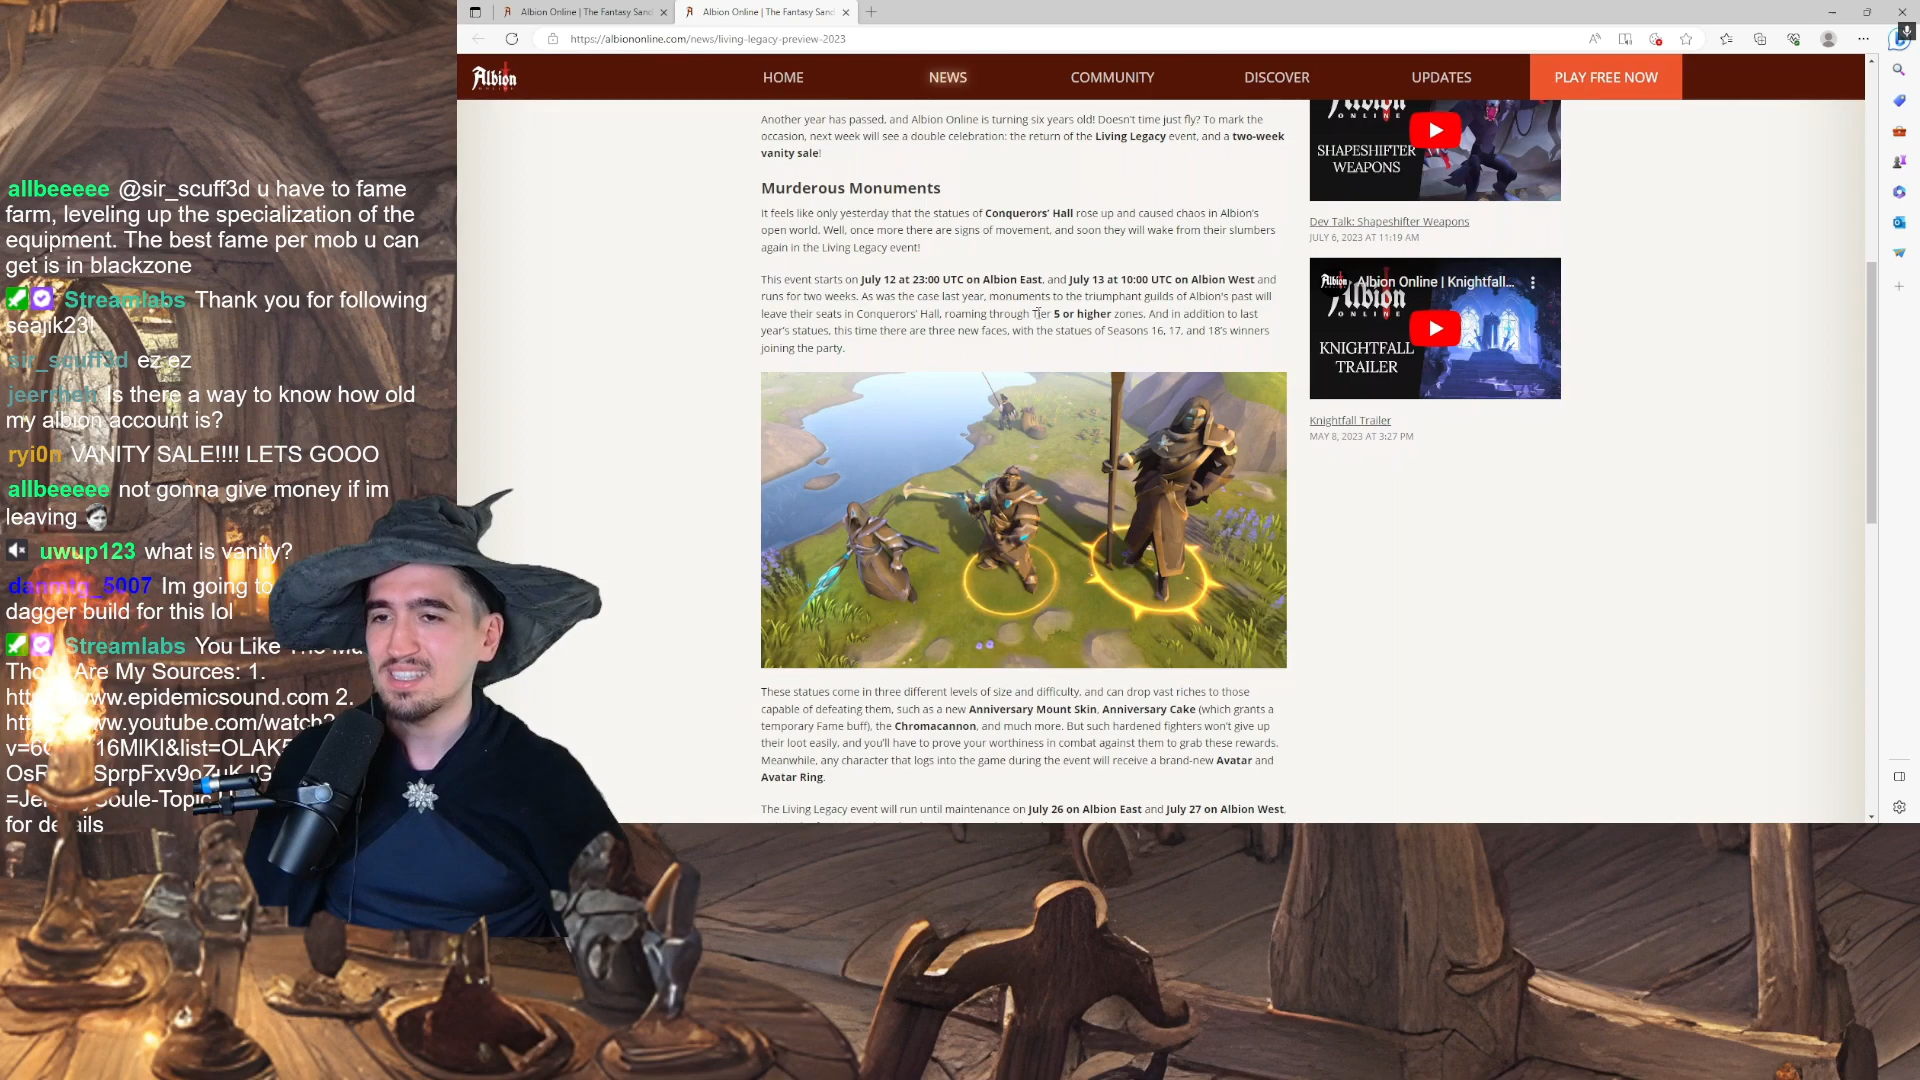 Albion Online | The Fantasy Sand
Albion Online | The Fantasy Sand
https://albiononline.com/news/living-legacy-preview-2023
Albion
ONLINE
HOME
NEWS
COMMUNITY
DISCOVER
UPDATES
PLAY FREE NOW
Another year has passed, and Albion Online is turning six years old! Doesn't time just fly? To mark the
occasion, next week will see a double celebration: the return of the Living Legacy event, and a two-week
vanity sale!
Murderous Monuments
It feels like only yesterday that the statues of Conquerors' Hall rose up and caused chaos in Albion's
open world. Well, once more there are signs of movement, and soon they will wake from their slumbers
again in the Living Legacy event!
This event starts on July 12 at 23:00 UTC on Albion East, and July 13 at 10:00 UTC on Albion West and
runs for two weeks. As was the case last year, monuments to the triumphant guilds of Albion's past will
leave their seats in Conquerors' Hall, roaming through Tier 5 or higher zones. And in addition to last
year's statues, this time there are three new faces, with the statues of Seasons 16, 17, and 18's winners
joining the party.
These statues come in three different levels of size and difficulty, and can drop vast riches to those
capable of defeating them, such as a new Anniversary Mount Skin, Anniversary Cake (which grants a
temporary Fame buff), the Chromacannon, and much more. But such hardened fighters won't give up
their loot easily, and you'll have to prove your worthiness in combat against them to grab these rewards.
Meanwhile, any character that logs into the game during the event will receive a brand-new Avatar and
Avatar Ring.
The Living Legacy event will run until maintenance on July 26 on Albion East and July 27 on Albion West,
Albion
ONLINE
SHAPESHIFTER
WEAPONS
Dev Talk: Shapeshifter Weapons
JULY 6, 2023 AT 11:19 AM
Albion Online | Knightfall...
Albion
ONLINE
KNIGHTFALL
TRAILER
Knightfall Trailer
MAY 8, 2023 AT 3:27 PM
allbeeeee @sir_scuff3d u have to fame
farm, leveling up the specialization of the
equipment. The best fame per mob u can
get is in blackzone
Streamlabs Thank you for following
seajik23!
sir_scuff3d ez ez
jeerrheh Is there a way to know how old
my albion account is?
ryi0n VANITY SALE!!!! LETS GOOO
allbeeeee not gonna give money if im
leaving
uwup123 what is vanity?
danmtg_5007 Im going to
dagger build for this lol
Streamlabs You Like
Are My Sources: 1.
www.epidemicsound.com 2.
for details